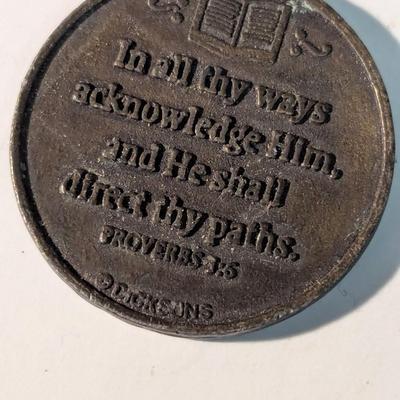 In all thy ways
acknowledge Him,
and He shall
direct thy paths.
PROVERBS 3:6
©DICKSONS